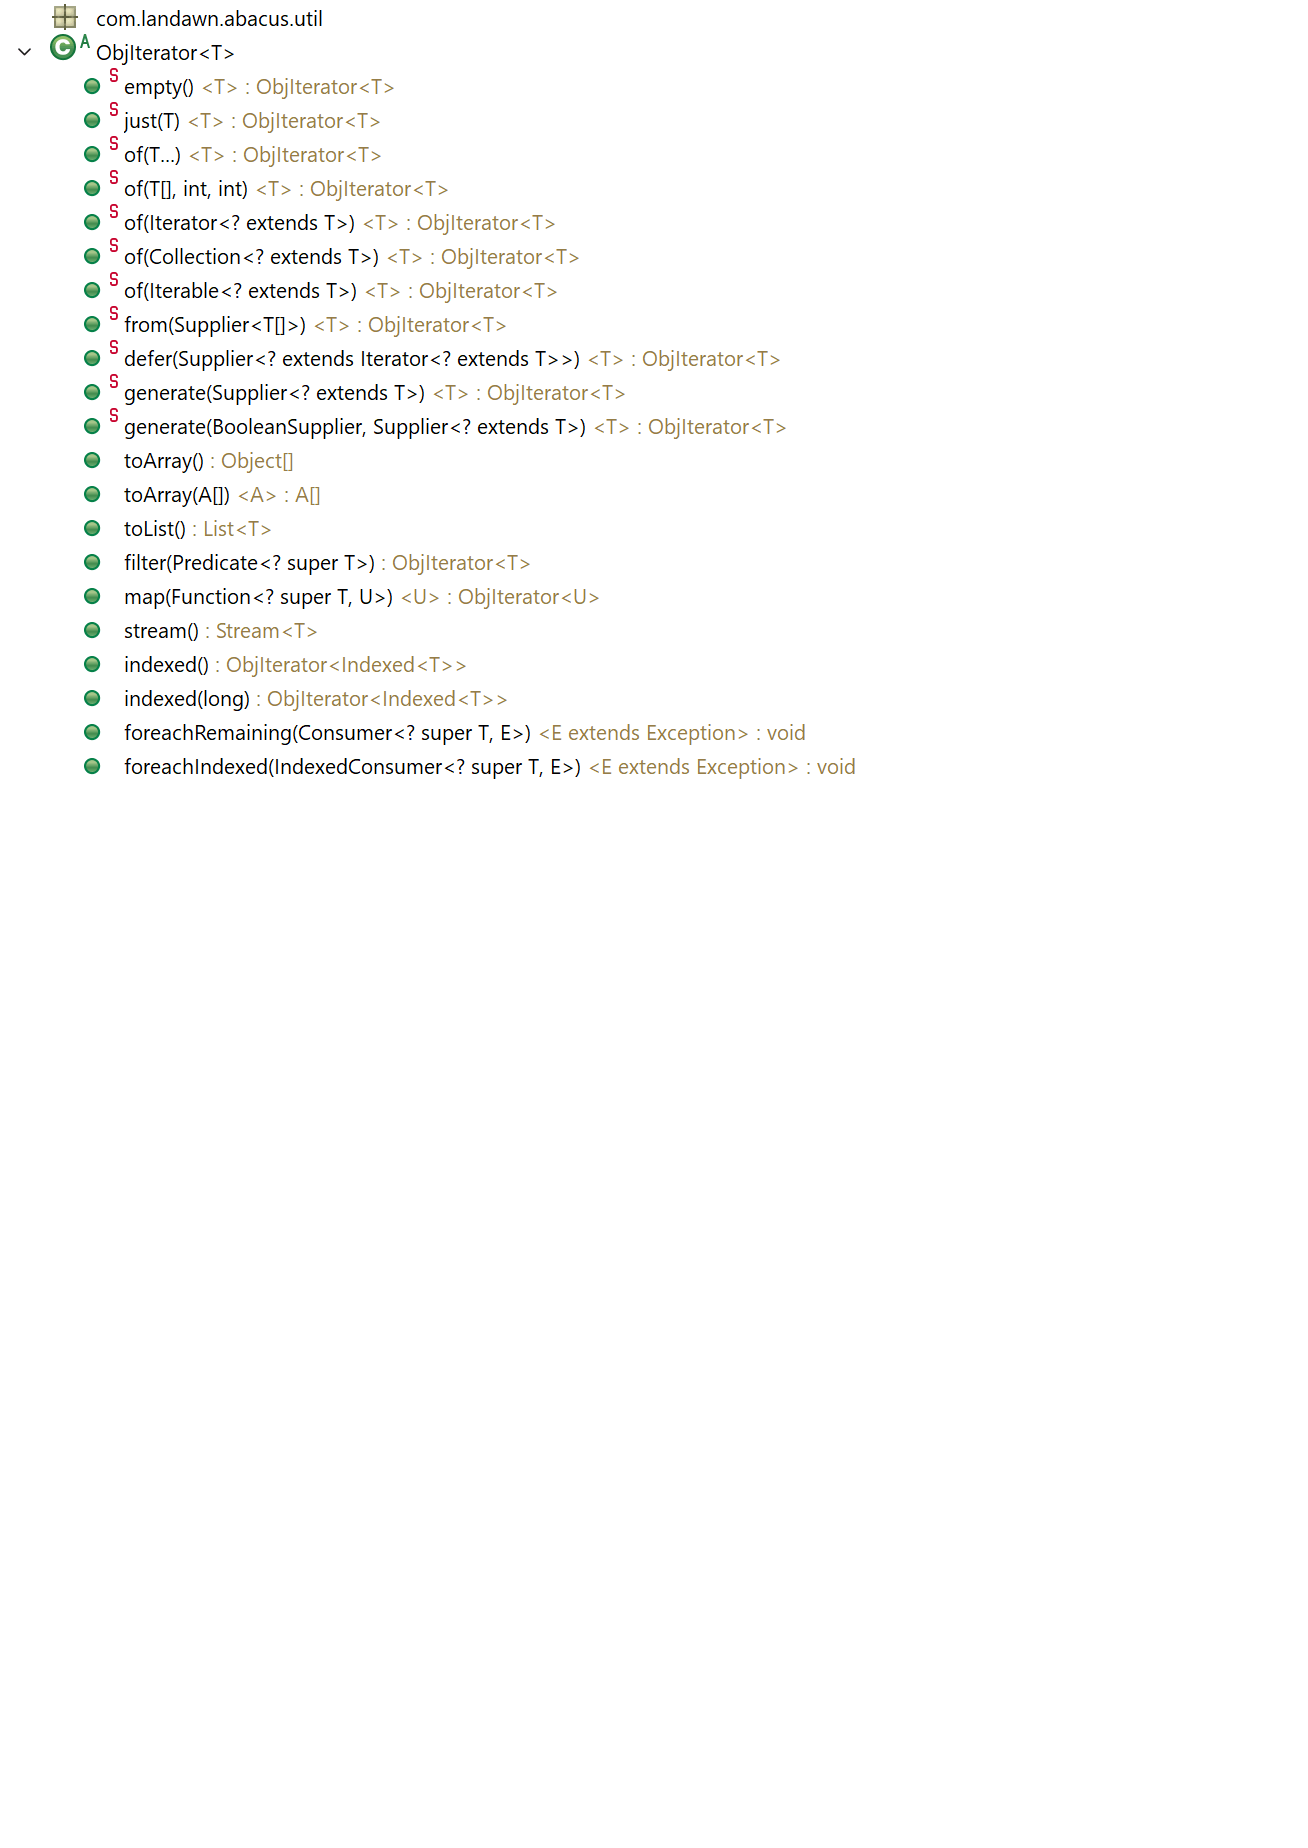 com.landawn.abacus.util
C A ObjIterator<T>
S empty() <T> : ObjIterator<T>
S just(T) <T> : ObjIterator<T>
S of(T...) <T> : ObjIterator<T>
S of(T[], int, int) <T> : ObjIterator<T>
S of(Iterator<? extends T>) <T> : ObjIterator<T>
S of(Collection<? extends T>) <T> : ObjIterator<T>
S of(Iterable<? extends T>) <T> : ObjIterator<T>
S from(Supplier<T[]>) <T> : ObjIterator<T>
S defer(Supplier<? extends Iterator<? extends T>>) <T> : ObjIterator<T>
S generate(Supplier<? extends T>) <T> : ObjIterator<T>
S generate(BooleanSupplier, Supplier<? extends T>) <T> : ObjIterator<T>
toArray() : Object[]
toArray(A[]) <A> : A[]
toList() : List<T>
filter(Predicate<? super T>) : ObjIterator<T>
map(Function<? super T, U>) <U> : ObjIterator<U>
stream() : Stream<T>
indexed() : ObjIterator<Indexed<T>>
indexed(long) : ObjIterator<Indexed<T>>
foreachRemaining(Consumer<? super T, E>) <E extends Exception> : void
foreachIndexed(IndexedConsumer<? super T, E>) <E extends Exception> : void